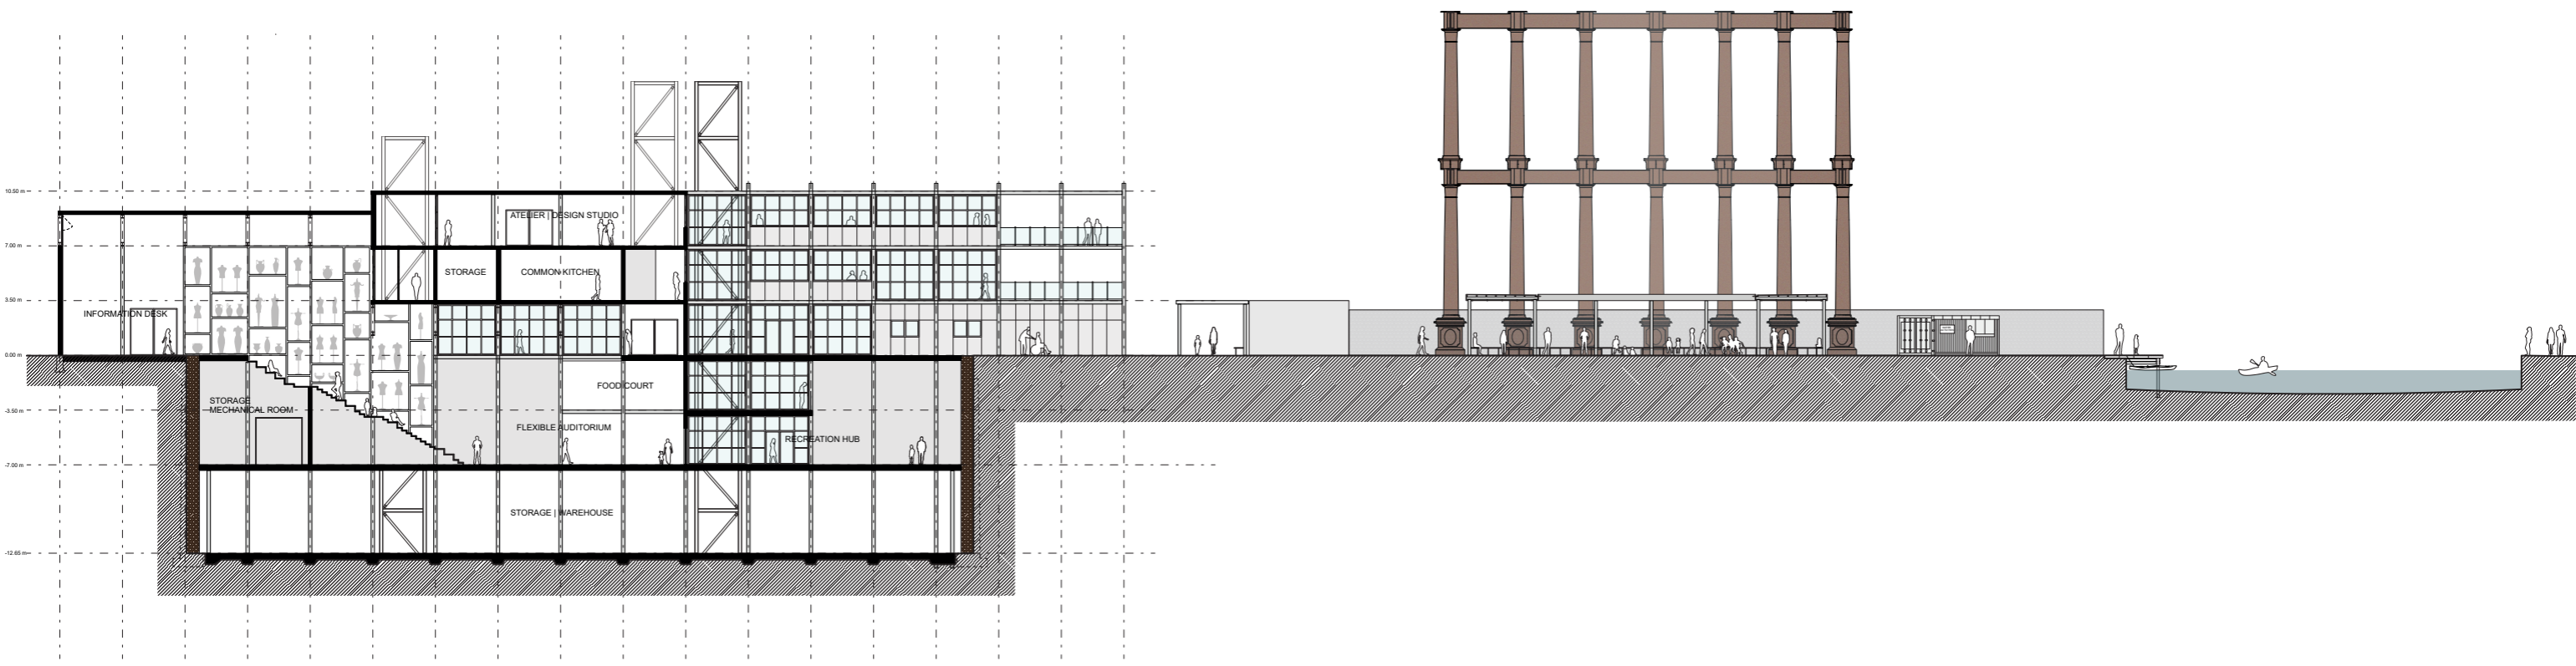 10.50 m
ATELIER | DESIGN STUDIO
7.00 m
STORAGE
COMMON KITCHEN
3.50 m
INFORMATION DESK
0.00 m
FOOD COURT
STORAGE
MECHANICAL ROOM
-3.50 m
FLEXIBLE AUDITORIUM
RECREATION HUB
-7.00 m
STORAGE | WAREHOUSE
-12.65 m